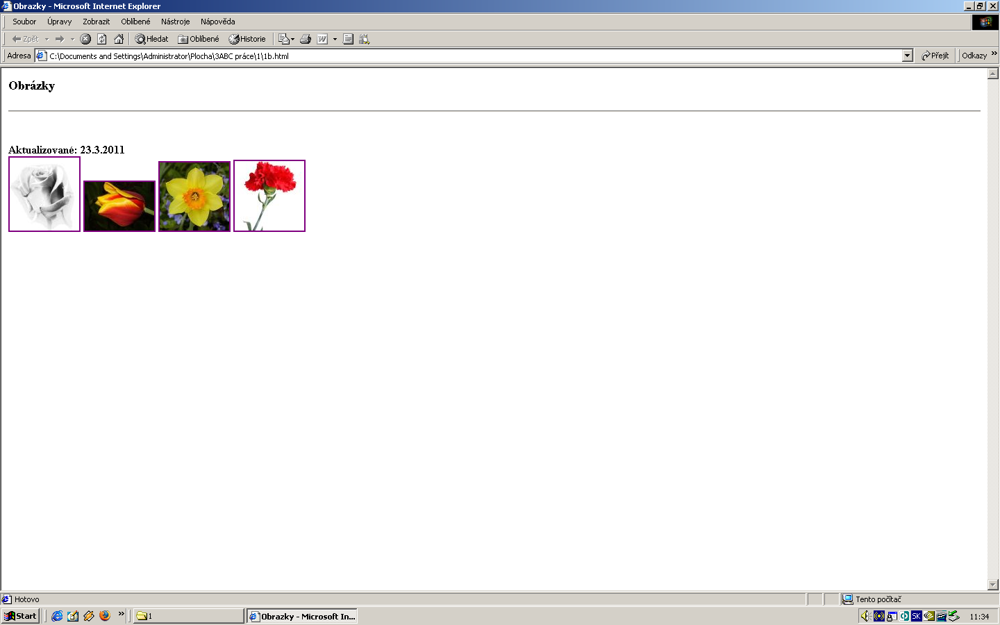 Obrazky - Microsoft Internet Explorer
Soubor Úpravy Zobrazit Oblíbené Nástroje Nápověda
Zpět Hledat Oblíbené Historie
Adresa C:\Documents and Settings\Administrator\Plocha\3ABC práce\1\1b.html Přejít Odkazy »
Obrázky
Aktualizované: 23.3.2011
Hotovo Tento počítač
Start » 1 Obrazky - Microsoft In... SK 11:34